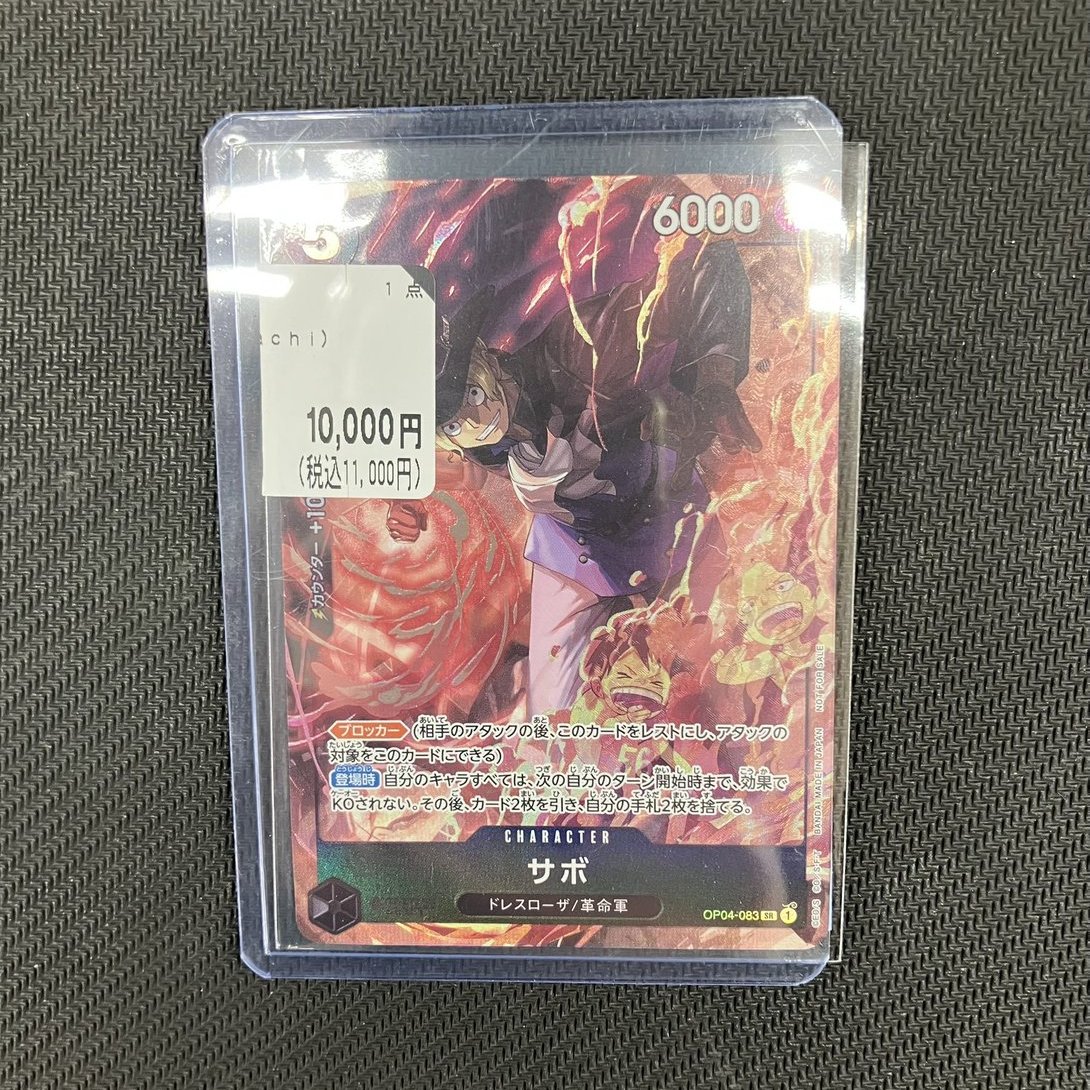 5
6000
1 点
achi)
10,000円
(税込11,000円)
カウンター +10
ブロッカー (相手のアタックの後、このカードをレストにし、アタックの
対象をこのカードにできる)
登場時 自分のキャラすべては、次の自分のターン開始時まで、効果で
KOされない。その後、カード2枚を引き、自分の手札2枚を捨てる。
CHARACTER
サボ
ドレスローザ/革命軍
OP04-083 SR 1
BANDAI MADE IN JAPAN NOT FOR SALE